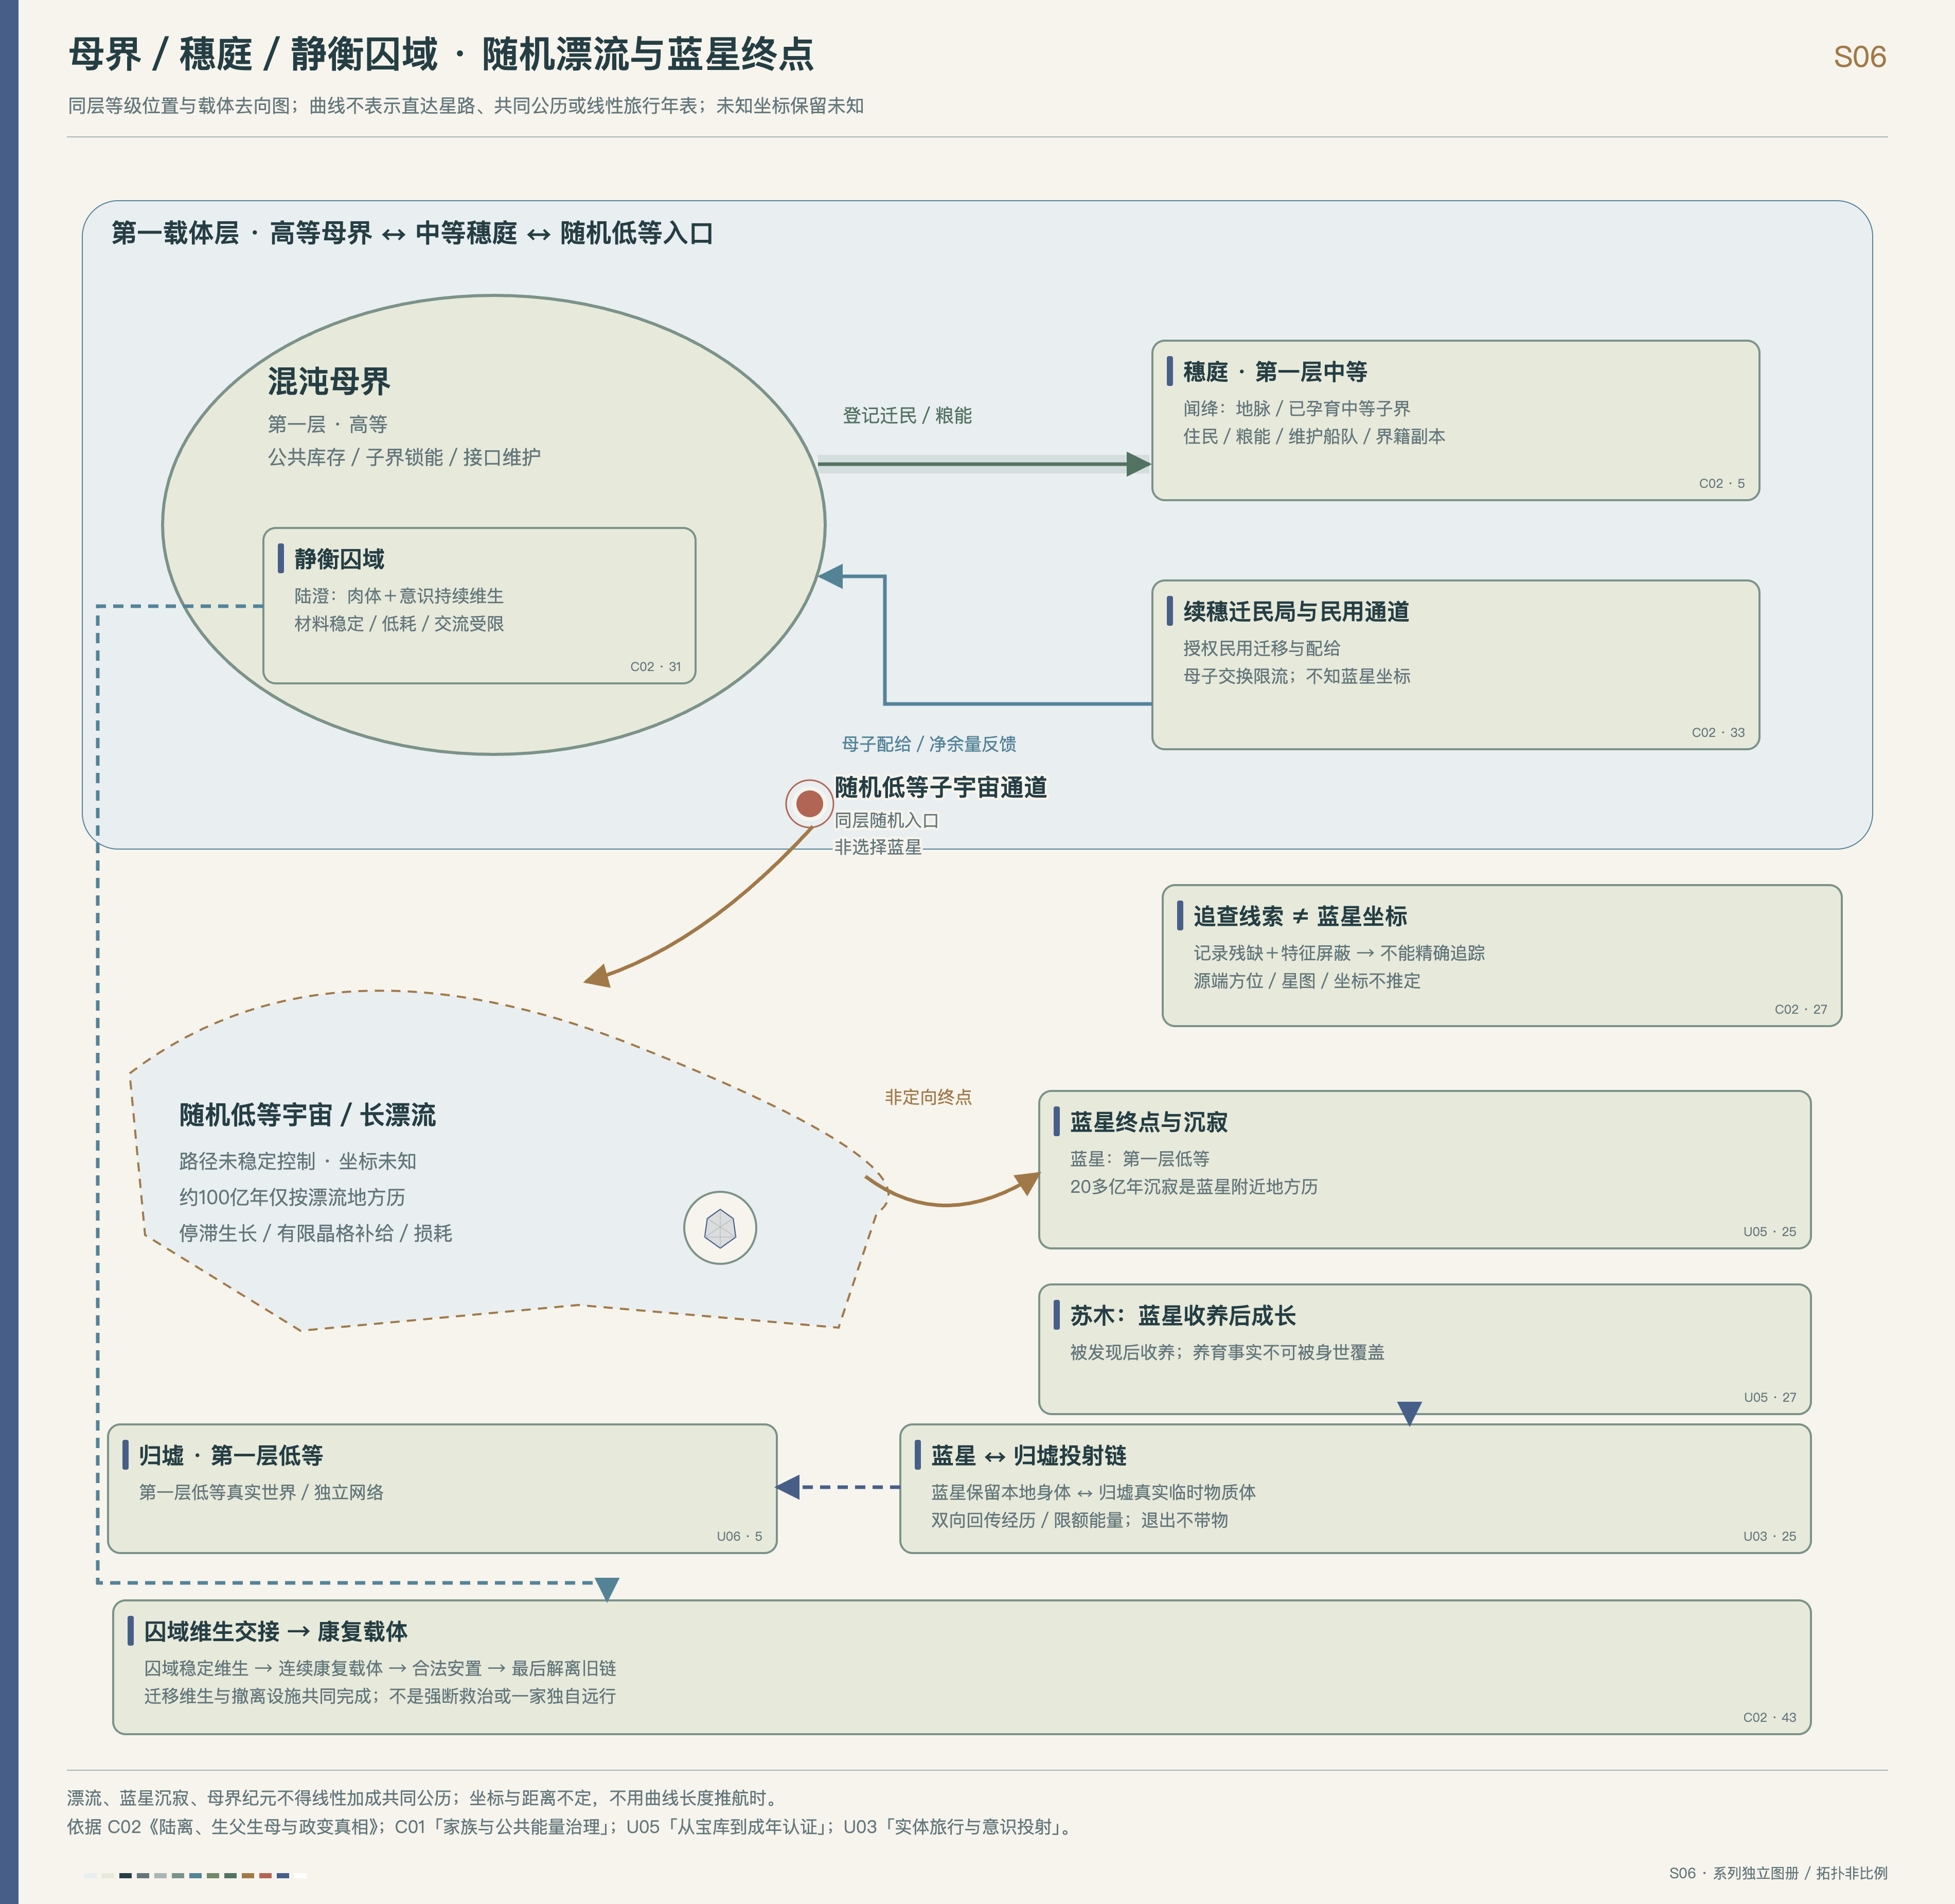 母界 / 穗庭 / 静衡囚域 · 随机漂流与蓝星终点
S06
同层等级位置与载体去向图；曲线不表示直达星路、共同公历或线性旅行年表；未知坐标保留未知
第一载体层 · 高等母界 ↔ 中等穗庭 ↔ 随机低等入口
混沌母界
第一层 · 高等
公共库存 / 子界锁能 / 接口维护
登记迁民 / 粮能
穗庭 · 第一层中等
闻绛：地脉 / 已孕育中等子界
住民 / 粮能 / 维护船队 / 界籍副本
C02 · 5
静衡囚域
陆澄：肉体＋意识持续维生
材料稳定 / 低耗 / 交流受限
C02 · 31
续穗迁民局与民用通道
授权民用迁移与配给
母子交换限流；不知蓝星坐标
C02 · 33
母子配给 / 净余量反馈
随机低等子宇宙通道
同层随机入口
非选择蓝星
追查线索 ≠ 蓝星坐标
记录残缺＋特征屏蔽 → 不能精确追踪
源端方位 / 星图 / 坐标不推定
C02 · 27
随机低等宇宙 / 长漂流
路径未稳定控制 · 坐标未知
约100亿年仅按漂流地方历
停滞生长 / 有限晶格补给 / 损耗
非定向终点
蓝星终点与沉寂
蓝星：第一层低等
20多亿年沉寂是蓝星附近地方历
U05 · 25
苏木：蓝星收养后成长
被发现后收养；养育事实不可被身世覆盖
U05 · 27
归墟 · 第一层低等
第一层低等真实世界 / 独立网络
U06 · 5
蓝星 ↔ 归墟投射链
蓝星保留本地身体 ↔ 归墟真实临时物质体
双向回传经历 / 限额能量；退出不带物
U03 · 25
囚域维生交接 → 康复载体
囚域稳定维生 → 连续康复载体 → 合法安置 → 最后解离旧链
迁移维生与撤离设施共同完成；不是强断救治或一家独自远行
C02 · 43
漂流、蓝星沉寂、母界纪元不得线性加成共同公历；坐标与距离不定，不用曲线长度推航时。
依据 C02《陆离、生父生母与政变真相》；C01「家族与公共能量治理」；U05「从宝库到成年认证」；U03「实体旅行与意识投射」。
S06 · 系列独立图册 / 拓扑非比例